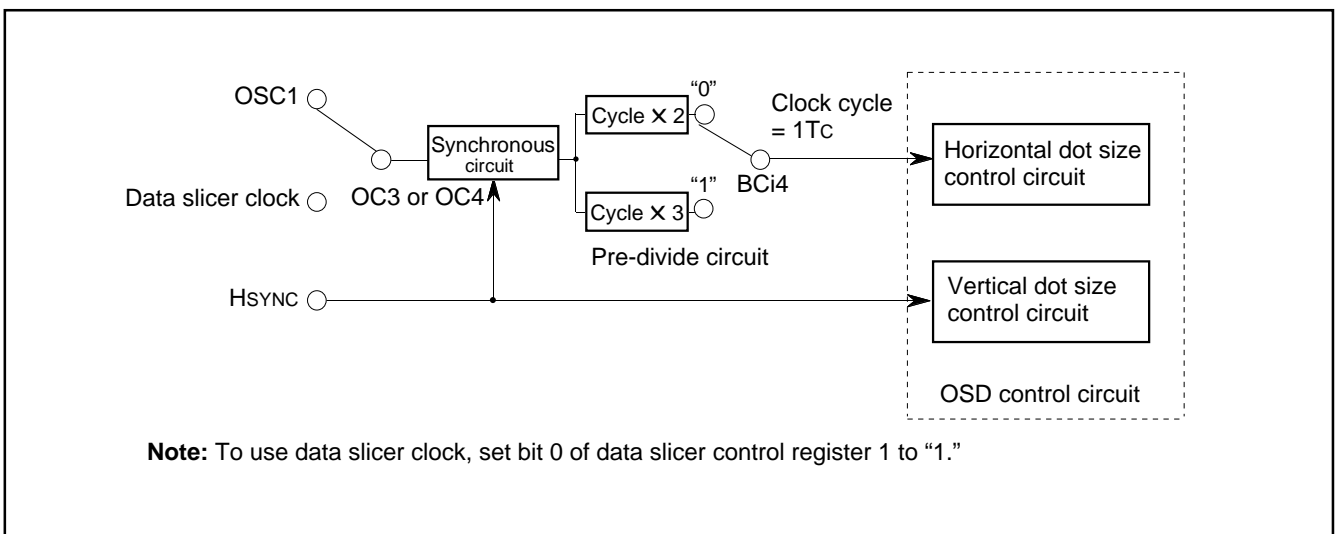 OSC1
Data slicer clock
HSYNC
OC3 or OC4
Synchronous
circuit
Cycle × 2
"0"
Cycle × 3
"1"
Pre-divide circuit
BCi4
Clock cycle
= 1TC
Horizontal dot size
control circuit
Vertical dot size
control circuit
OSD control circuit
Note: To use data slicer clock, set bit 0 of data slicer control register 1 to “1.”